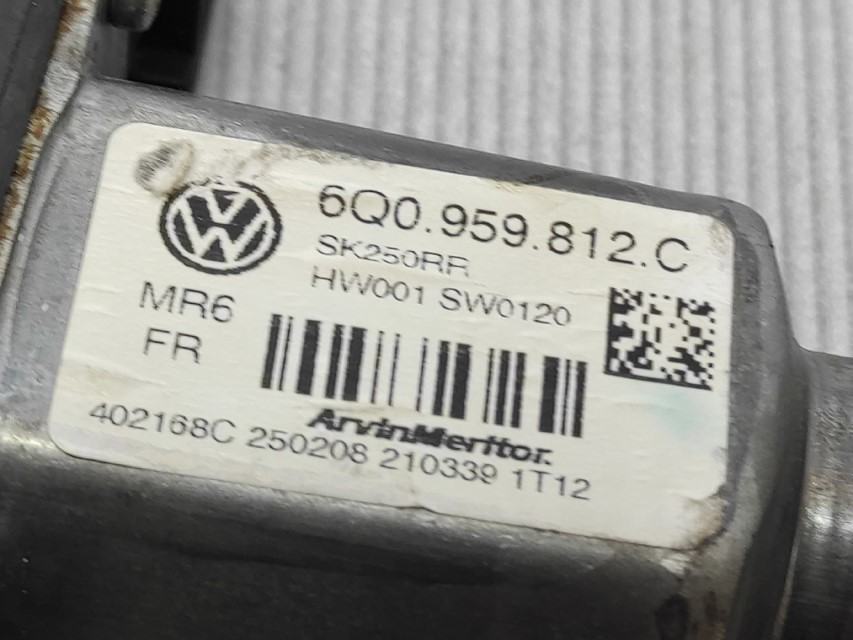 6Q0.959.812.C
SK250RR
HW001 SW0120
MR6
FR
ArvinMeritor.
402168C 250208 210339 1T12